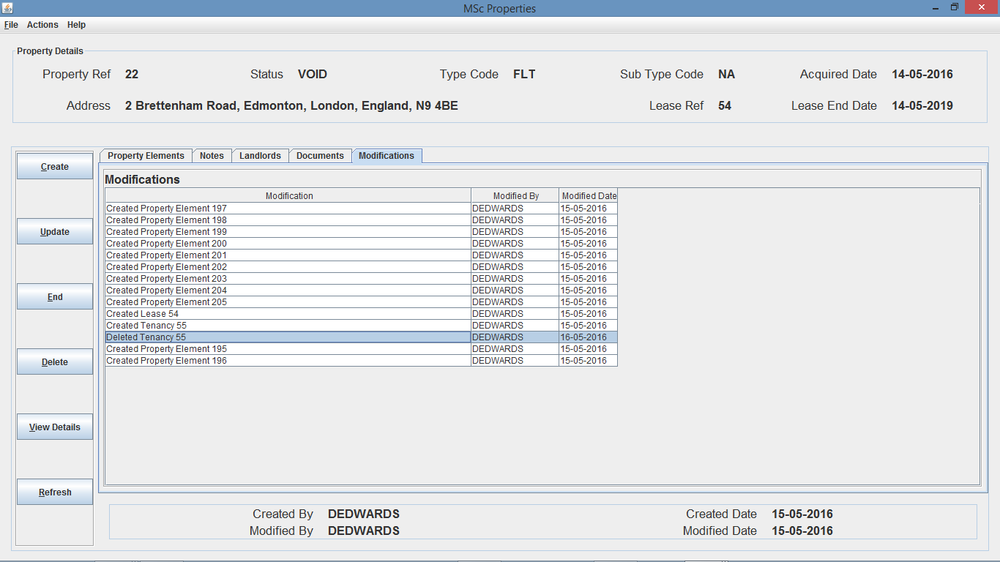 MSc Properties
File Actions Help
Property Details
Property Ref 22 Status VOID Type Code FLT Sub Type Code NA Acquired Date 14-05-2016
Address 2 Brettenham Road, Edmonton, London, England, N9 4BE Lease Ref 54 Lease End Date 14-05-2019
Create
Update
End
Delete
View Details
Refresh
Property Elements Notes Landlords Documents Modifications
Modifications
Modification Modified By Modified Date
Created Property Element 197 DEDWARDS 15-05-2016
Created Property Element 198 DEDWARDS 15-05-2016
Created Property Element 199 DEDWARDS 15-05-2016
Created Property Element 200 DEDWARDS 15-05-2016
Created Property Element 201 DEDWARDS 15-05-2016
Created Property Element 202 DEDWARDS 15-05-2016
Created Property Element 203 DEDWARDS 15-05-2016
Created Property Element 204 DEDWARDS 15-05-2016
Created Property Element 205 DEDWARDS 15-05-2016
Created Lease 54 DEDWARDS 15-05-2016
Created Tenancy 55 DEDWARDS 15-05-2016
Deleted Tenancy 55 DEDWARDS 16-05-2016
Created Property Element 195 DEDWARDS 15-05-2016
Created Property Element 196 DEDWARDS 15-05-2016
Created By DEDWARDS Created Date 15-05-2016
Modified By DEDWARDS Modified Date 15-05-2016